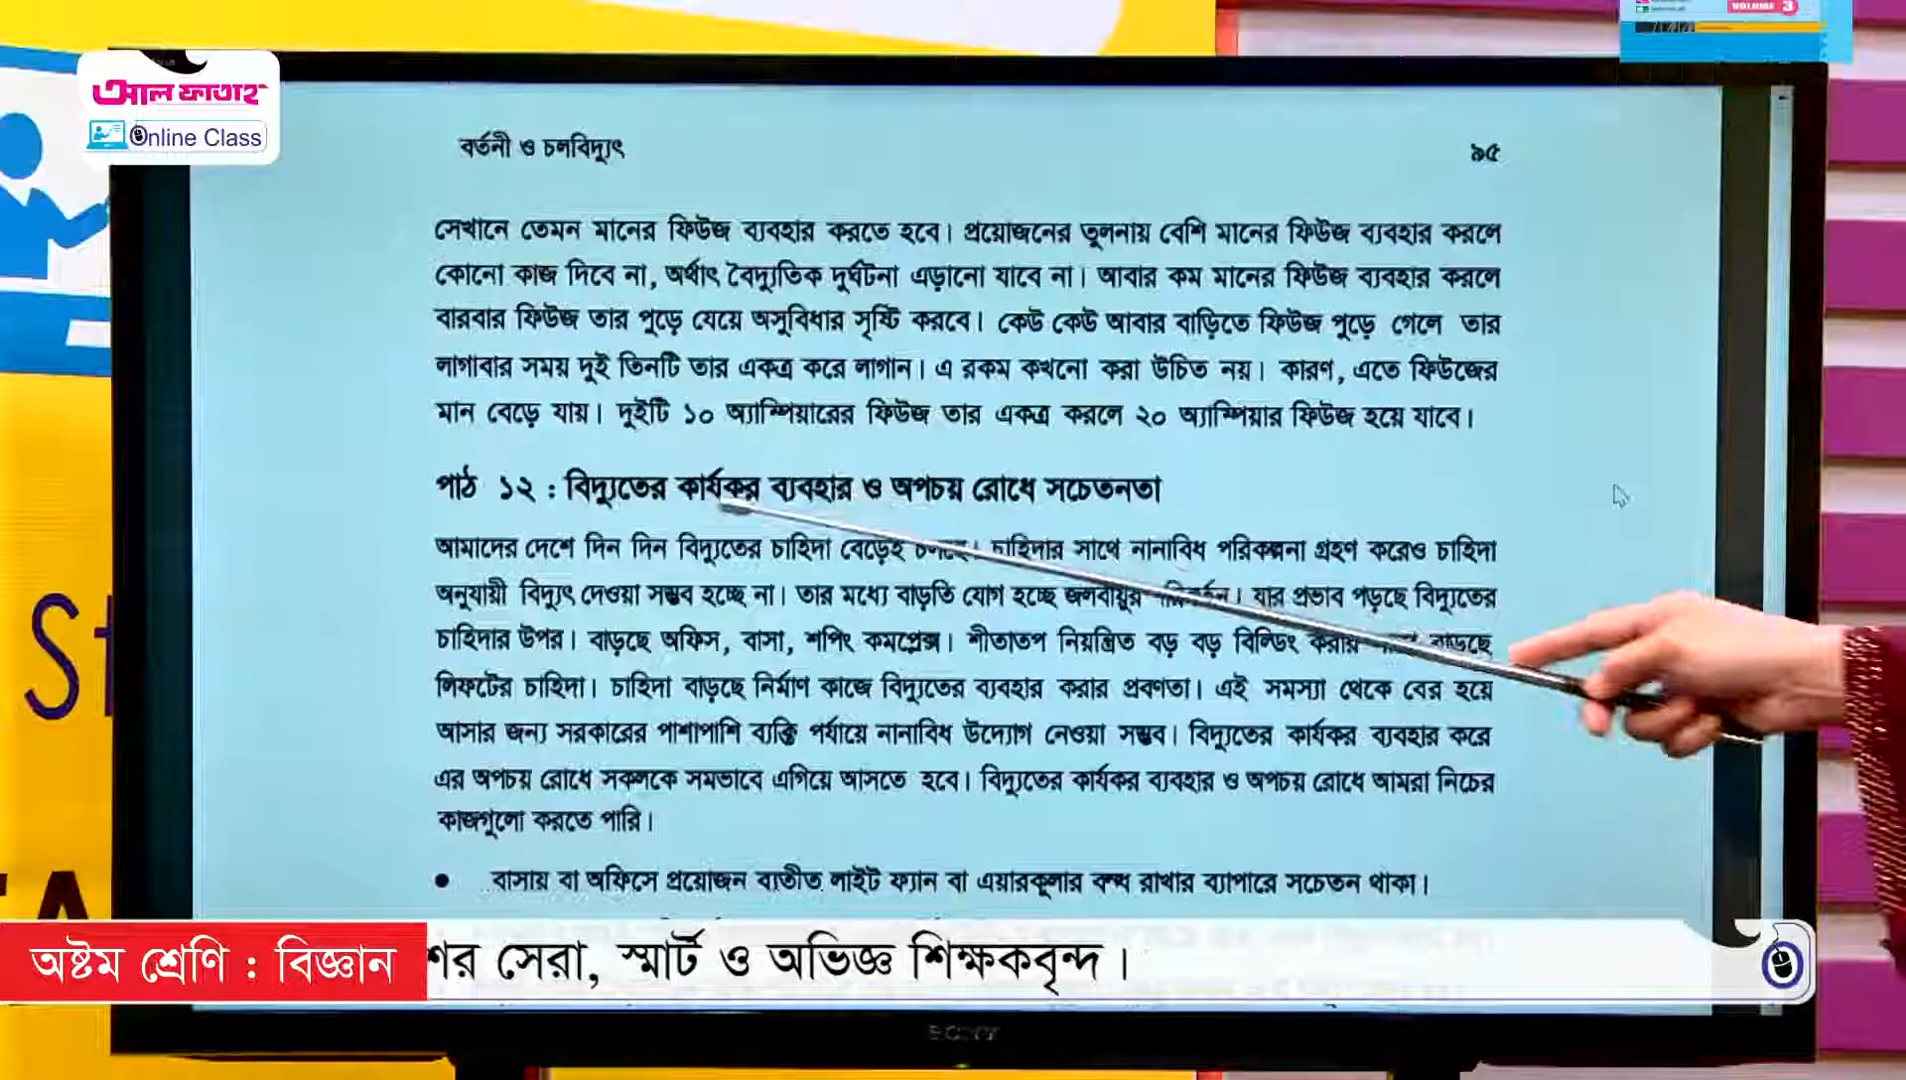 VOLUME 3
আল ফাতাহ
Online Class
বর্তনী ও চলবিদ্যুৎ ৯৫
সেখানে তেমন মানের ফিউজ ব্যবহার করতে হবে। প্রয়োজনের তুলনায় বেশি মানের ফিউজ ব্যবহার করলে
কোনো কাজ দিবে না, অর্থাৎ বৈদ্যুতিক দুর্ঘটনা এড়ানো যাবে না। আবার কম মানের ফিউজ ব্যবহার করলে
বারবার ফিউজ তার পুড়ে যেয়ে অসুবিধার সৃষ্টি করবে। কেউ কেউ আবার বাড়িতে ফিউজ পুড়ে গেলে তার
লাগাবার সময় দুই তিনটি তার একত্র করে লাগান। এ রকম কখনো করা উচিত নয়। কারণ, এতে ফিউজের
মান বেড়ে যায়। দুইটি ১০ অ্যাম্পিয়ারের ফিউজ তার একত্র করলে ২০ অ্যাম্পিয়ার ফিউজ হয়ে যাবে।
পাঠ ১২ : বিদ্যুতের কার্যকর ব্যবহার ও অপচয় রোধে সচেতনতা
আমাদের দেশে দিন দিন বিদ্যুতের চাহিদা বেড়েই চলছে। চাহিদার সাথে নানাবিধ পরিকল্পনা গ্রহণ করেও চাহিদা
অনুযায়ী বিদ্যুৎ দেওয়া সম্ভব হচ্ছে না। তার মধ্যে বাড়তি যোগ হচ্ছে জলবায়ুর পরিবর্তন। যার প্রভাব পড়ছে বিদ্যুতের
চাহিদার উপর। বাড়ছে অফিস, বাসা, শপিং কমপ্লেক্স। শীতাতপ নিয়ন্ত্রিত বড় বড় বিল্ডিং করায় বাড়ছে
লিফটের চাহিদা। চাহিদা বাড়ছে নির্মাণ কাজে বিদ্যুতের ব্যবহার করার প্রবণতা। এই সমস্যা থেকে বের হয়ে
আসার জন্য সরকারের পাশাপাশি ব্যক্তি পর্যায়ে নানাবিধ উদ্যোগ নেওয়া সম্ভব। বিদ্যুতের কার্যকর ব্যবহার করে
এর অপচয় রোধে সকলকে সমভাবে এগিয়ে আসতে হবে। বিদ্যুতের কার্যকর ব্যবহার ও অপচয় রোধে আমরা নিচের
কাজগুলো করতে পারি।
● বাসায় বা অফিসে প্রয়োজন ব্যতীত লাইট ফ্যান বা এয়ারকুলার বন্ধ রাখার ব্যাপারে সচেতন থাকা।
অষ্টম শ্রেণি : বিজ্ঞান
শর সেরা, স্মার্ট ও অভিজ্ঞ শিক্ষকবৃন্দ।
SONY